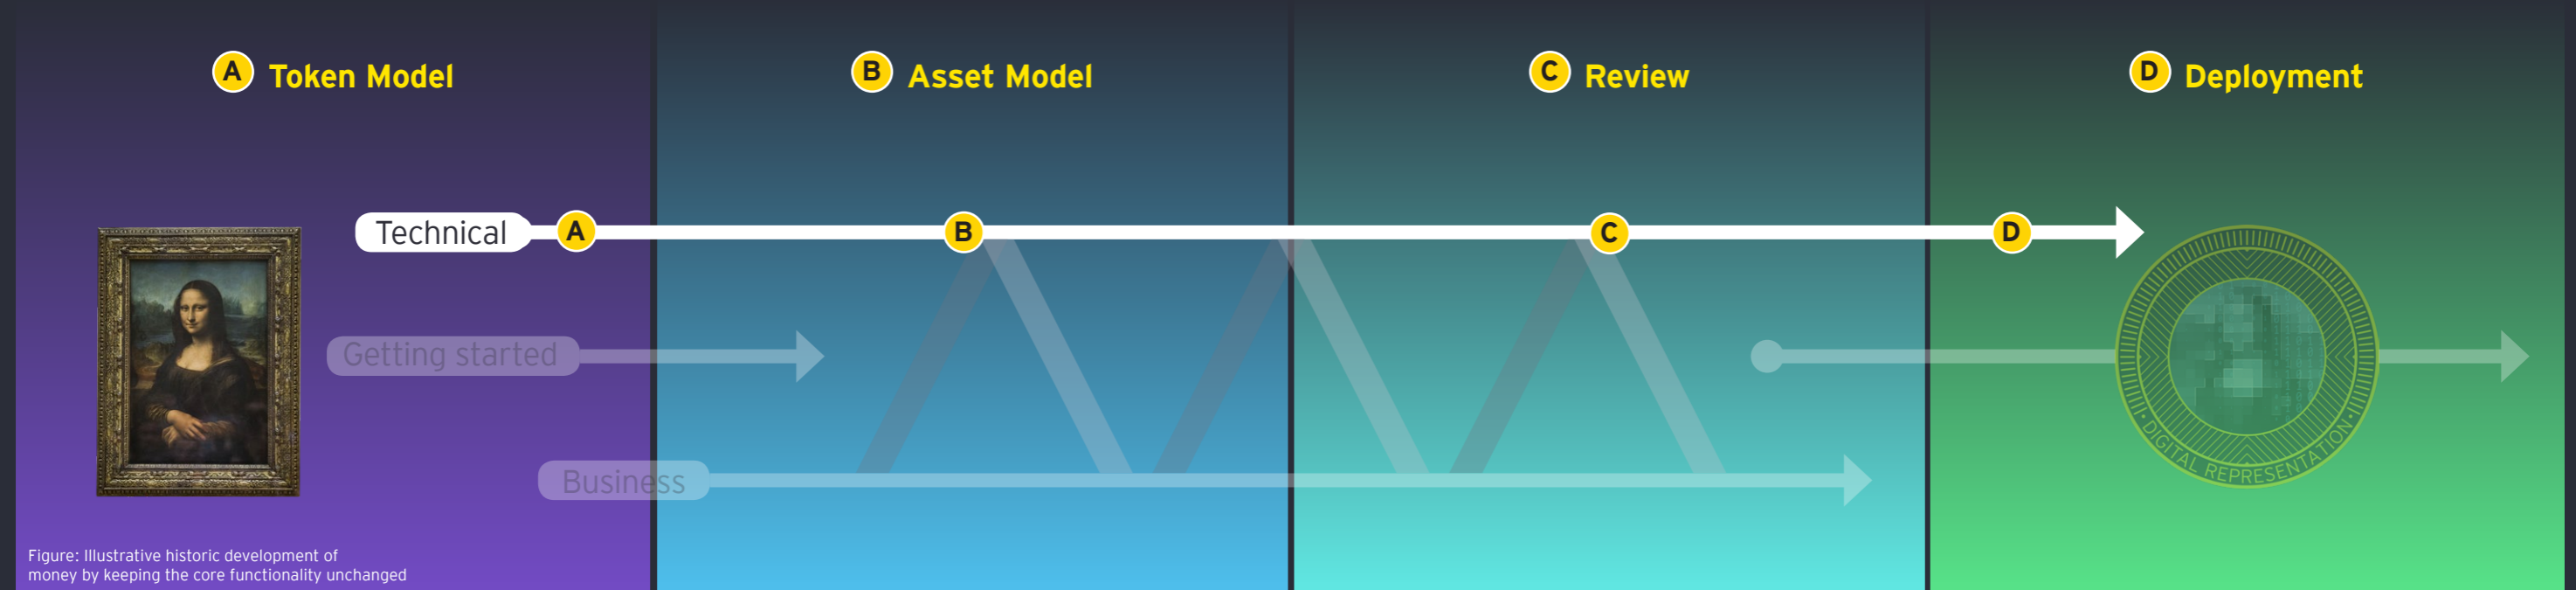 A Token Model
B Asset Model
C Review
D Deployment
Technical
A
B
C
D
Getting started
Business
DIGITAL REPRESENTATION
Figure: Illustrative historic development of
money by keeping the core functionality unchanged